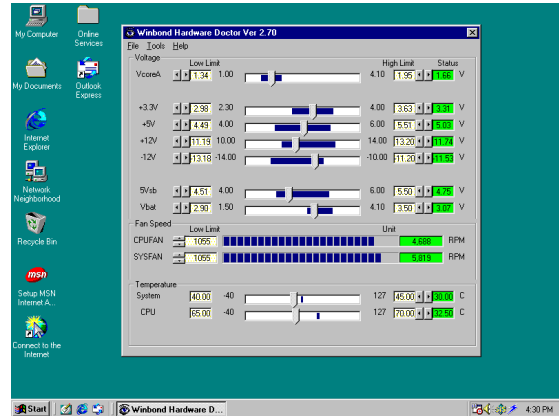 My Computer
Online Services
My Documents
Outlook Express
Internet Explorer
Network Neighborhood
Recycle Bin
msn
Setup MSN Internet A...
Connect to the Internet
Winbond Hardware Doctor Ver 2.70
File Tools Help
Voltage
Low Limit High Limit Status
VcoreA 1.34 1.00 4.10 1.95 1.66 V
+3.3V 2.98 2.30 4.00 3.63 3.31 V
+5V 4.49 4.00 6.00 5.51 5.03 V
+12V 11.19 10.00 14.00 13.20 11.74 V
-12V -13.18 -14.00 -10.00 -11.20 -11.53 V
5Vsb 4.51 4.00 6.00 5.50 4.75 V
Vbat 2.90 1.50 4.10 3.50 3.07 V
Fan Speed
Low Limit Unit
CPUFAN 1055 4,688 RPM
SYSFAN 1055 5,819 RPM
Temperature
System 40.00 -40 127 45.00 30.00 C
CPU 65.00 -40 127 70.00 32.50 C
Start
Winbond Hardware D...
4:30 PM